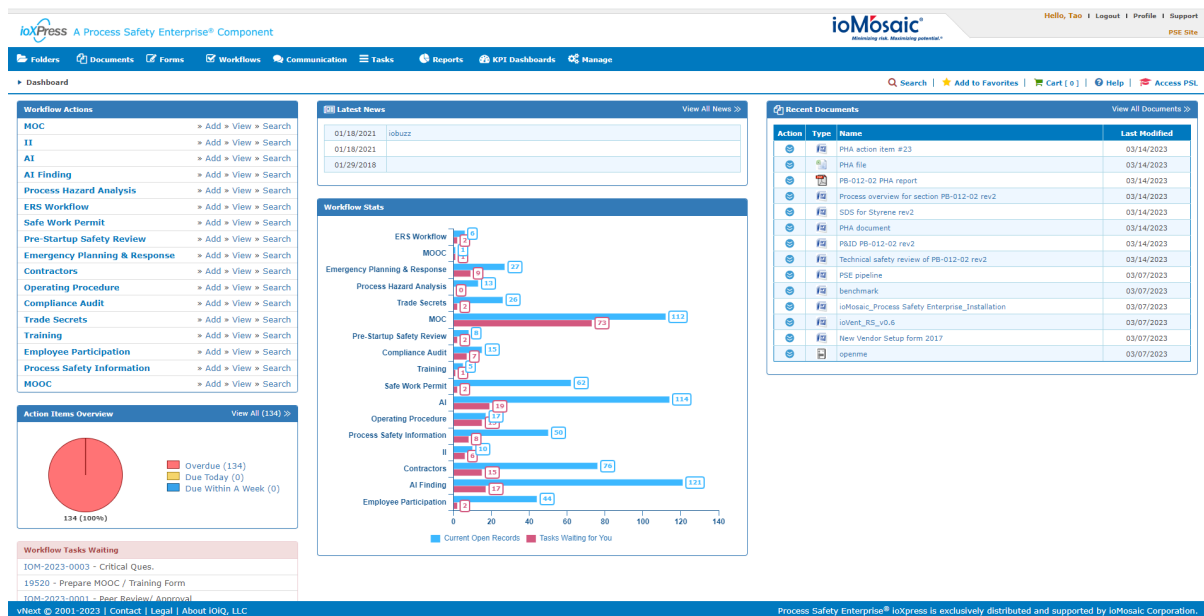 ioXPress A Process Safety Enterprise® Component
ioMosaic®
Minimizing risk. Maximizing potential.®
Hello, Tao | Logout | Profile | Support
PSE Site
Folders Documents Forms Workflows Communication Tasks Reports KPI Dashboards Manage
Dashboard
Search | Add to Favorites | Cart [ 0 ] | Help | Access PSL
Workflow Actions
MOC » Add » View » Search
II » Add » View » Search
AI » Add » View » Search
AI Finding » Add » View » Search
Process Hazard Analysis » Add » View » Search
ERS Workflow » Add » View » Search
Safe Work Permit » Add » View » Search
Pre-Startup Safety Review » Add » View » Search
Emergency Planning & Response » Add » View » Search
Contractors » Add » View » Search
Operating Procedure » Add » View » Search
Compliance Audit » Add » View » Search
Trade Secrets » Add » View » Search
Training » Add » View » Search
Employee Participation » Add » View » Search
Process Safety Information » Add » View » Search
MOOC » Add » View » Search
Action Items Overview View All (134) »
134 (100%)
Overdue (134)
Due Today (0)
Due Within A Week (0)
Workflow Tasks Waiting
IOM-2023-0003 - Critical Ques.
19520 - Prepare MOOC / Training Form
IOM-2023-0001 - Peer Review/ Approval
Latest News View All News »
01/18/2021 iobuzz
01/18/2021
01/29/2018
Workflow Stats
ERS Workflow 6 2
MOOC 1 1
Emergency Planning & Response 27 9
Process Hazard Analysis 13 0
Trade Secrets 26 2
MOC 112 73
Pre-Startup Safety Review 8 2
Compliance Audit 15 7
Training 5 1
Safe Work Permit 62 2
AI 114 19
Operating Procedure 17
Process Safety Information 50 8
II 10 6
Contractors 76 15
AI Finding 121 17
Employee Participation 44 2
0 20 40 60 80 100 120 140
Current Open Records Tasks Waiting for You
Recent Documents View All Documents »
Action Type Name Last Modified
PHA action item #23 03/14/2023
PHA file 03/14/2023
PB-012-02 PHA report 03/14/2023
Process overview for section PB-012-02 rev2 03/14/2023
SDS for Styrene rev2 03/14/2023
PHA document 03/14/2023
P&ID PB-012-02 rev2 03/14/2023
Technical safety review of PB-012-02 rev2 03/14/2023
PSE pipeline 03/07/2023
benchmark 03/07/2023
ioMosaic_Process Safety Enterprise_Installation 03/07/2023
ioVent_RS_v0.6 03/07/2023
New Vendor Setup form 2017 03/07/2023
openme 03/07/2023
vNext © 2001-2023 | Contact | Legal | About iOiQ, LLC
Process Safety Enterprise® ioXpress is exclusively distributed and supported by ioMosaic Corporation.